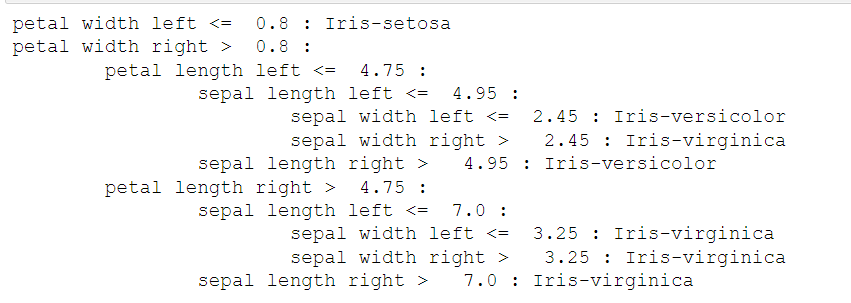 petal width left <=  0.8 : Iris-setosa
petal width right >  0.8 :
        petal length left <=  4.75 :
                sepal length left <=  4.95 :
                        sepal width left <=  2.45 : Iris-versicolor
                        sepal width right >   2.45 : Iris-virginica
                sepal length right >   4.95 : Iris-versicolor
        petal length right >  4.75 :
                sepal length left <=  7.0 :
                        sepal width left <=  3.25 : Iris-virginica
                        sepal width right >   3.25 : Iris-virginica
                sepal length right >   7.0 : Iris-virginica